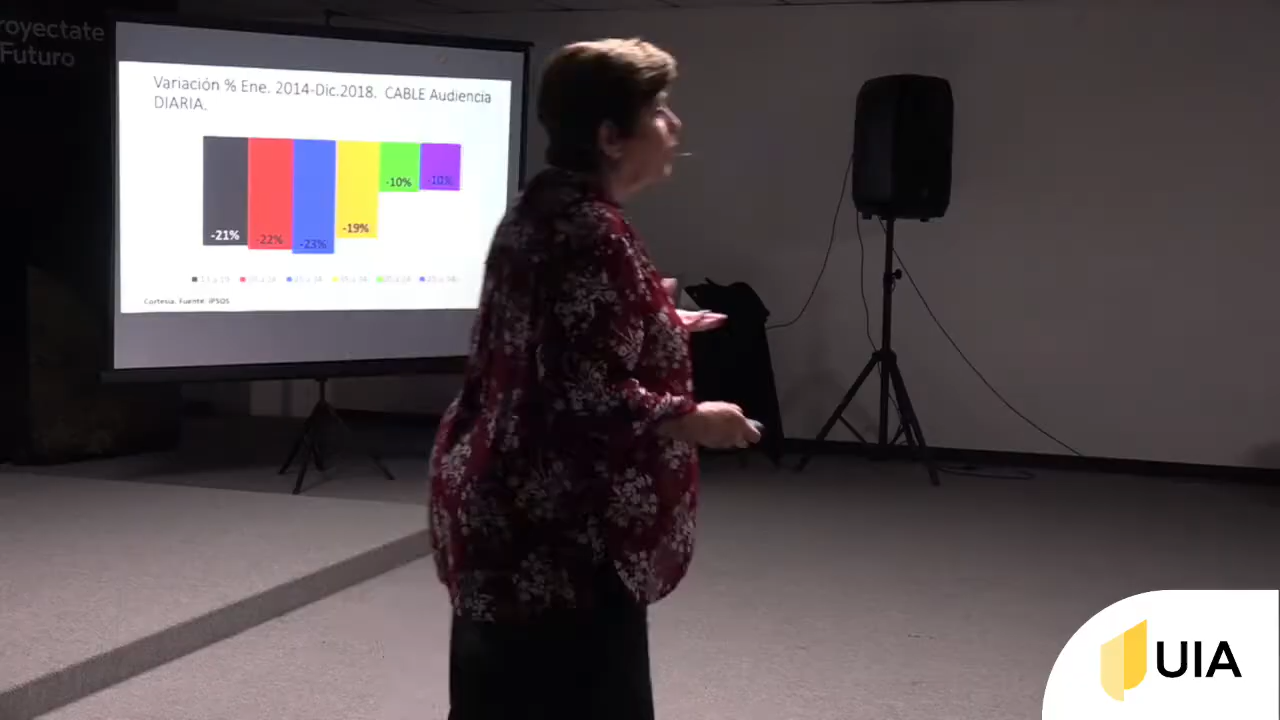 royectate
Futuro
Variación % Ene. 2014-Dic.2018. CABLE Audiencia
DIARIA.
-21%
-22%
-23%
-19%
-10%
-10%
Cortesia. Fuente: IPSOS
UIA